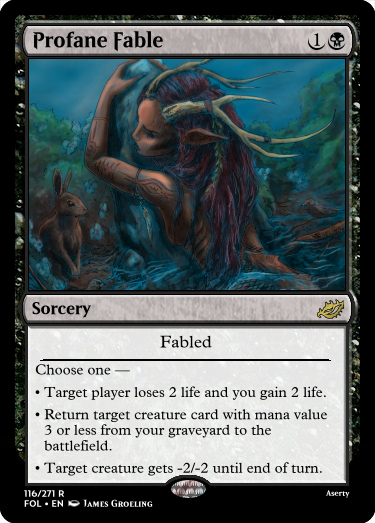 Profane Fable 1
Sorcery
Fabled
Choose one —
• Target player loses 2 life and you gain 2 life.
• Return target creature card with mana value
3 or less from your graveyard to the
battlefield.
• Target creature gets -2/-2 until end of turn.
116/271 R
Aserty
FOL • EN James Groeling